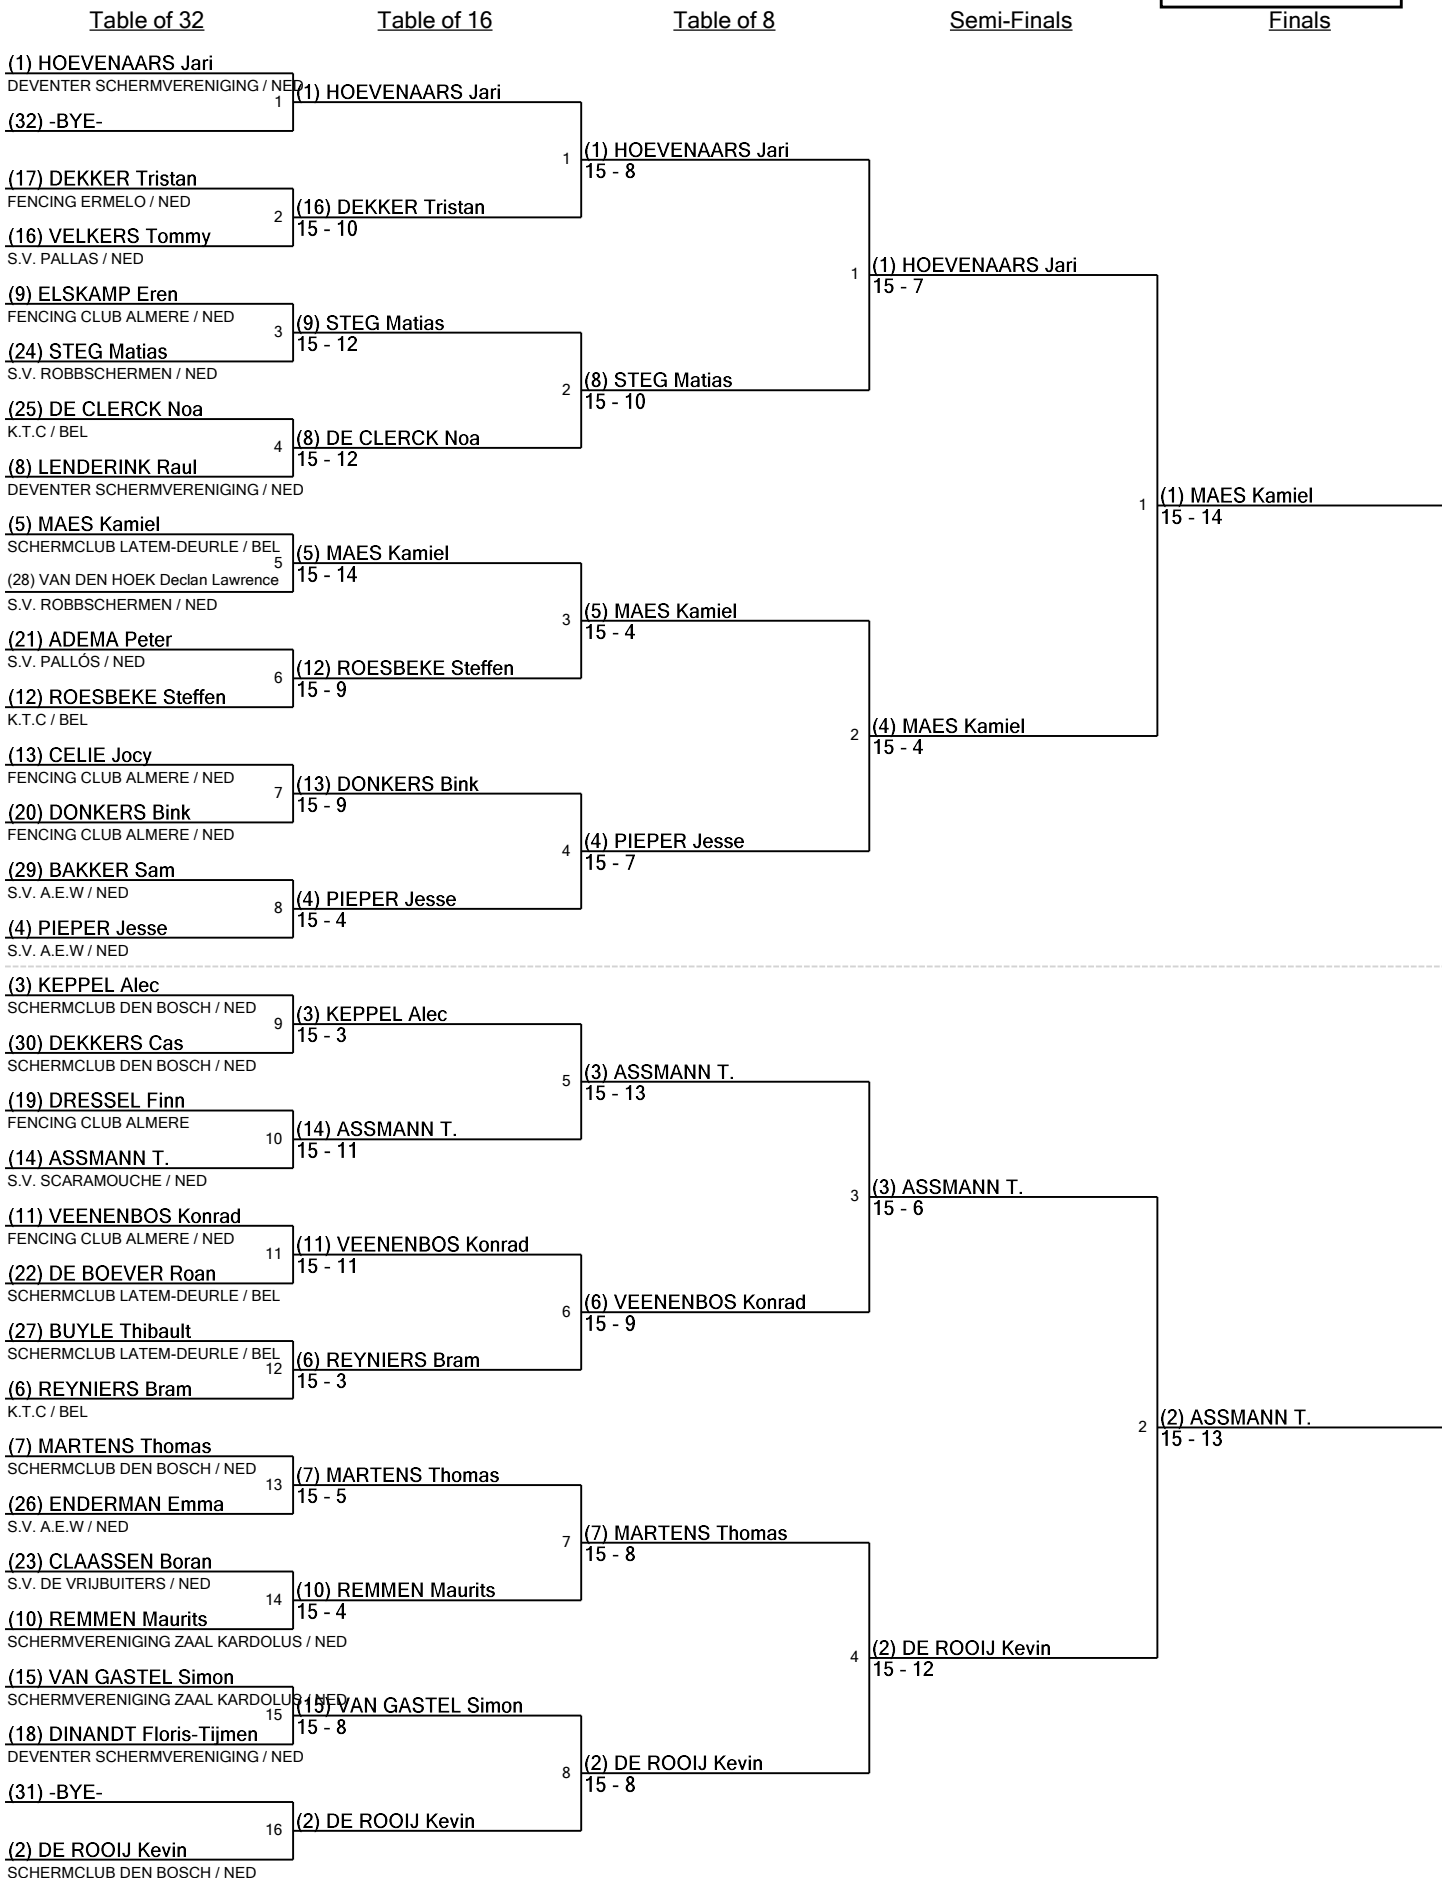 Table of 32
Table of 16
Table of 8
Semi-Finals
Finals
(1) HOEVENAARS Jari
DEVENTER SCHERMVERENIGING / NED
1
(32) -BYE-
(17) DEKKER Tristan
FENCING ERMELO / NED
2
(16) VELKERS Tommy
S.V. PALLAS / NED
(9) ELSKAMP Eren
FENCING CLUB ALMERE / NED
3
(24) STEG Matias
S.V. ROBBSCHERMEN / NED
(25) DE CLERCK Noa
K.T.C / BEL
4
(8) LENDERINK Raul
DEVENTER SCHERMVERENIGING / NED
(5) MAES Kamiel
SCHERMCLUB LATEM-DEURLE / BEL
5
(28) VAN DEN HOEK Declan Lawrence
S.V. ROBBSCHERMEN / NED
(21) ADEMA Peter
S.V. PALLÓS / NED
6
(12) ROESBEKE Steffen
K.T.C / BEL
(13) CELIE Jocy
FENCING CLUB ALMERE / NED
7
(20) DONKERS Bink
FENCING CLUB ALMERE / NED
(29) BAKKER Sam
S.V. A.E.W / NED
8
(4) PIEPER Jesse
S.V. A.E.W / NED
(3) KEPPEL Alec
SCHERMCLUB DEN BOSCH / NED
9
(30) DEKKERS Cas
SCHERMCLUB DEN BOSCH / NED
(19) DRESSEL Finn
FENCING CLUB ALMERE
10
(14) ASSMANN T.
S.V. SCARAMOUCHE / NED
(11) VEENENBOS Konrad
FENCING CLUB ALMERE / NED
11
(22) DE BOEVER Roan
SCHERMCLUB LATEM-DEURLE / BEL
(27) BUYLE Thibault
SCHERMCLUB LATEM-DEURLE / BEL
12
(6) REYNIERS Bram
K.T.C / BEL
(7) MARTENS Thomas
SCHERMCLUB DEN BOSCH / NED
13
(26) ENDERMAN Emma
S.V. A.E.W / NED
(23) CLAASSEN Boran
S.V. DE VRIJBUITERS / NED
14
(10) REMMEN Maurits
SCHERMVERENIGING ZAAL KARDOLUS / NED
(15) VAN GASTEL Simon
SCHERMVERENIGING ZAAL KARDOLUS / NED
15
(18) DINANDT Floris-Tijmen
DEVENTER SCHERMVERENIGING / NED
(31) -BYE-
16
(2) DE ROOIJ Kevin
SCHERMCLUB DEN BOSCH / NED
(1) HOEVENAARS Jari
1
(16) DEKKER Tristan
15 - 10
(9) STEG Matias
15 - 12
2
(8) DE CLERCK Noa
15 - 12
(5) MAES Kamiel
15 - 14
3
(12) ROESBEKE Steffen
15 - 9
(13) DONKERS Bink
15 - 9
4
(4) PIEPER Jesse
15 - 4
(3) KEPPEL Alec
15 - 3
5
(14) ASSMANN T.
15 - 11
(11) VEENENBOS Konrad
15 - 11
6
(6) REYNIERS Bram
15 - 3
(7) MARTENS Thomas
15 - 5
7
(10) REMMEN Maurits
15 - 4
(15) VAN GASTEL Simon
15 - 8
8
(2) DE ROOIJ Kevin
(1) HOEVENAARS Jari
15 - 8
1
(8) STEG Matias
15 - 10
(5) MAES Kamiel
15 - 4
2
(4) PIEPER Jesse
15 - 7
(3) ASSMANN T.
15 - 13
3
(6) VEENENBOS Konrad
15 - 9
(7) MARTENS Thomas
15 - 8
4
(2) DE ROOIJ Kevin
15 - 8
(1) HOEVENAARS Jari
15 - 7
1
(4) MAES Kamiel
15 - 4
(3) ASSMANN T.
15 - 6
2
(2) DE ROOIJ Kevin
15 - 12
(1) MAES Kamiel
15 - 14
(2) ASSMANN T.
15 - 13